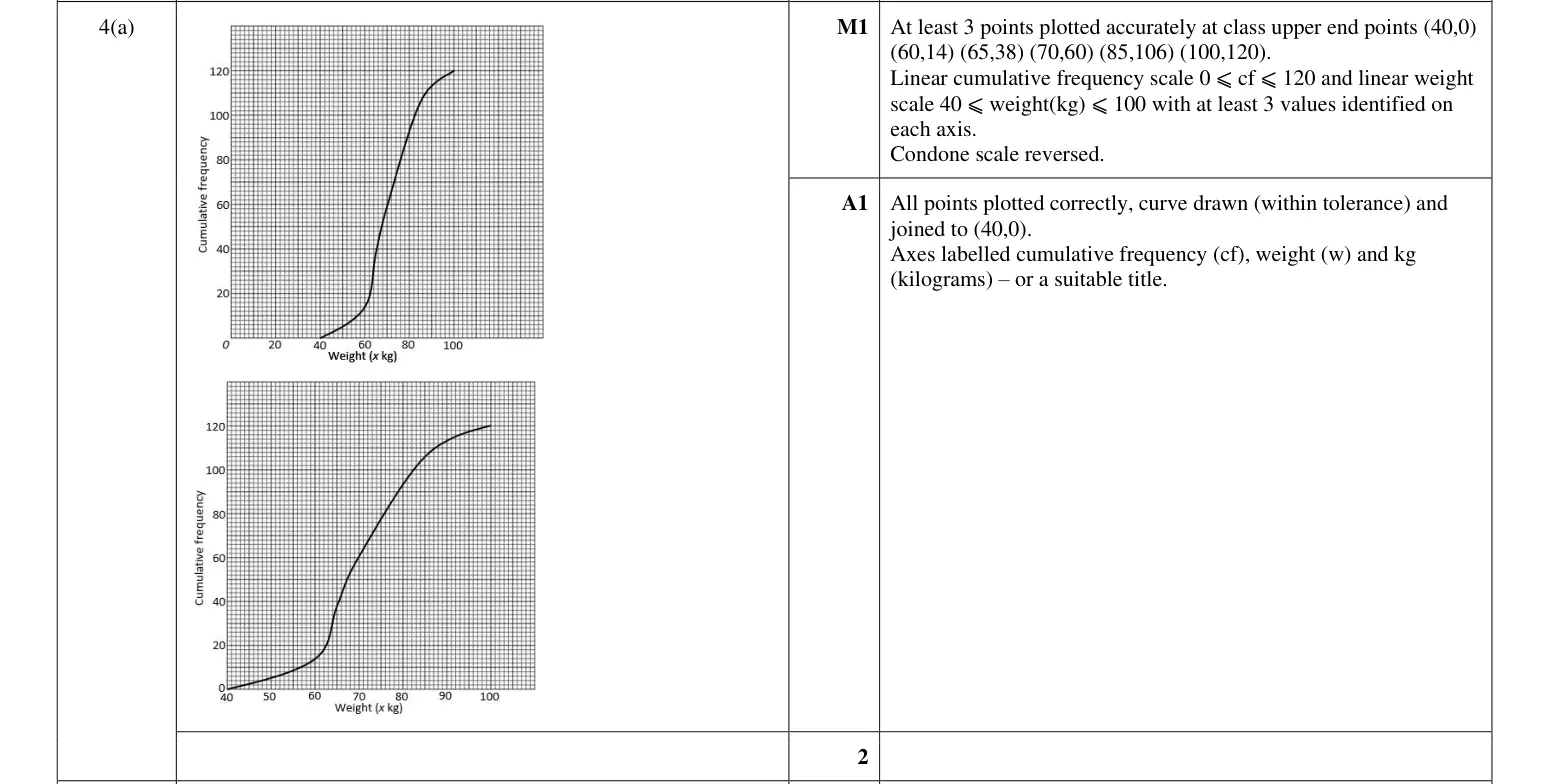 4(a)
120
100
80
60
40
20
0 20 40 60 80 100
Cumulative frequency
Weight (x kg)
120
100
80
60
40
20
0
40 50 60 70 80 90 100
Cumulative frequency
Weight (x kg)
M1
At least 3 points plotted accurately at class upper end points (40,0)
(60,14) (65,38) (70,60) (85,106) (100,120).
Linear cumulative frequency scale 0 ⩽ cf ⩽ 120 and linear weight
scale 40 ⩽ weight(kg) ⩽ 100 with at least 3 values identified on
each axis.
Condone scale reversed.
A1
All points plotted correctly, curve drawn (within tolerance) and
joined to (40,0).
Axes labelled cumulative frequency (cf), weight (w) and kg
(kilograms) – or a suitable title.
2